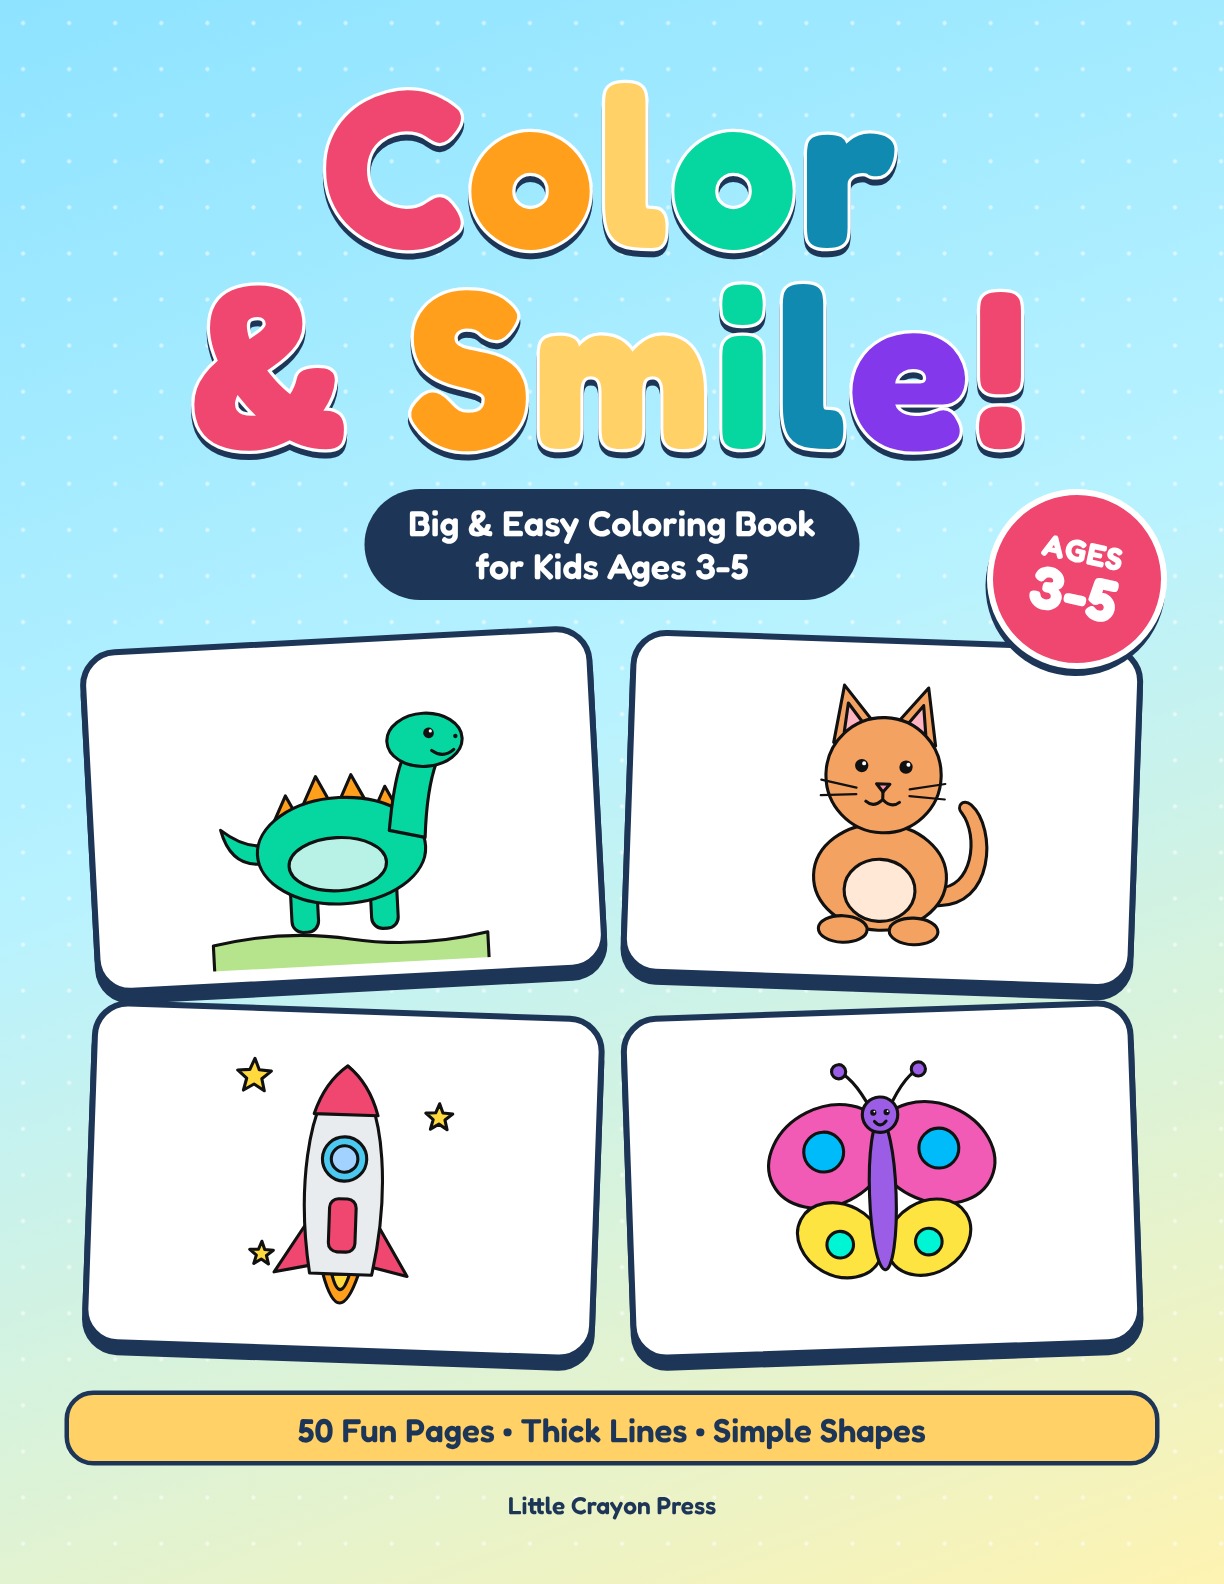 Color
& Smile!
Big & Easy Coloring Book
for Kids Ages 3-5
AGES
3-5
50 Fun Pages • Thick Lines • Simple Shapes
Little Crayon Press